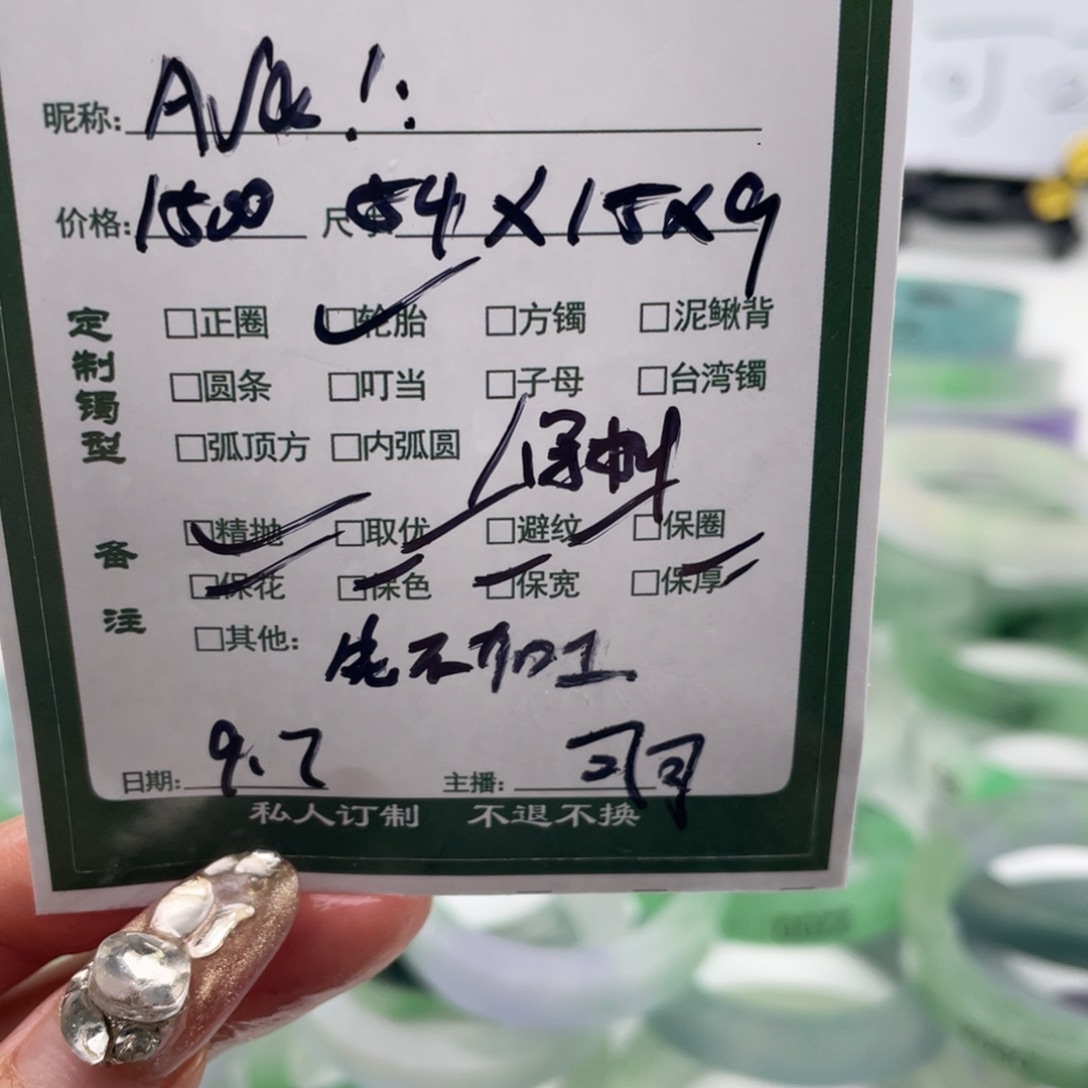 昵称: Ava!:
价格: 1500 尺寸 54×15×9
定制镯型
□正圈 □轮胎 □方镯 □泥鳅背
□圆条 □叮当 □子母 □台湾镯
□弧顶方 □内弧圆
备注
□精抛 □取优 □避纹 □保圈
□保花 □保色 □保宽 □保厚
□其他: 先不加工
日期: 9.7 主播:
私人订制 不退不换